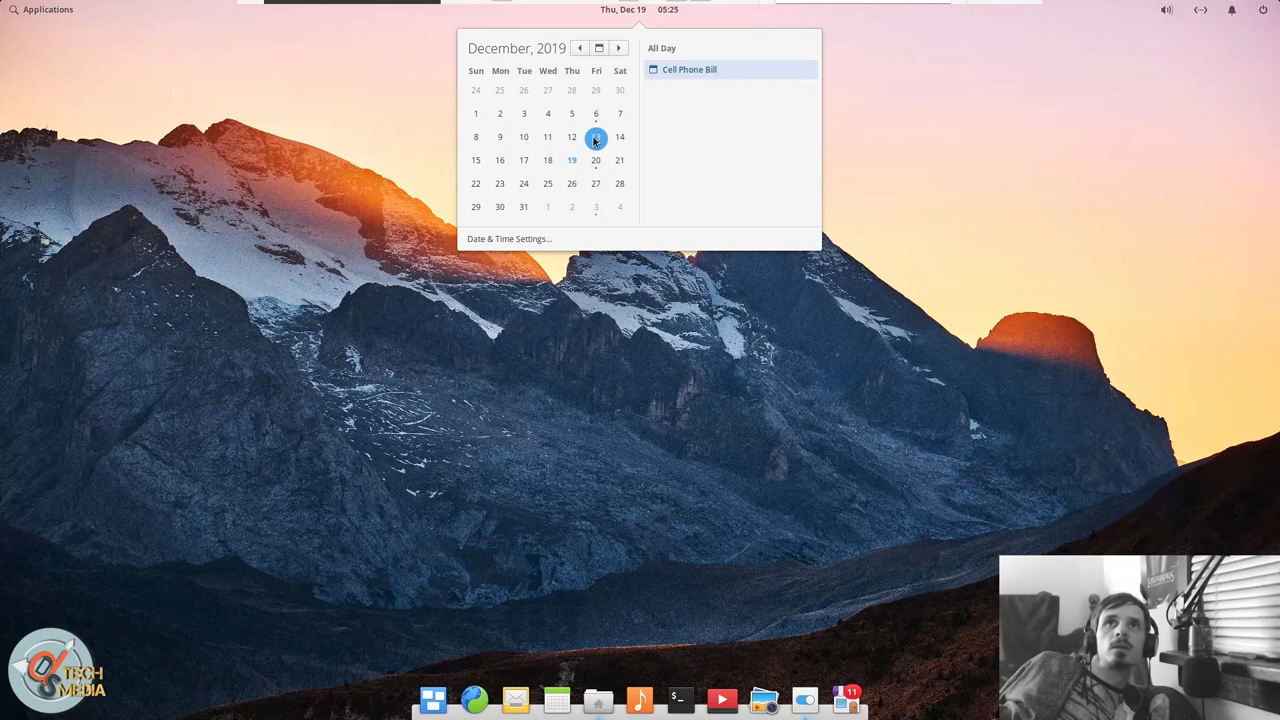 Applications
Thu, Dec 19 05:25
December, 2019
Sun Mon Tue Wed Thu Fri Sat
24 25 26 27 28 29 30
1 2 3 4 5 6 7
8 9 10 11 12 13 14
15 16 17 18 19 20 21
22 23 24 25 26 27 28
29 30 31 1 2 3 4
Date & Time Settings...
All Day
Cell Phone Bill
TECH
MEDIA
11